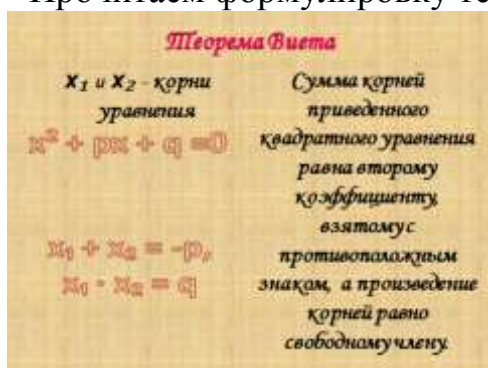 Прочитаем формулировку те
Теорема Виета
x₁ и x₂ - корни
уравнения
x² + px + q =0
x₁ + x₂ = -p,
x₁ · x₂ = q
Сумма корней
приведенного
квадратного уравнения
равна второму
коэффициенту,
взятому с
противоположным
знаком, а произведение
корней равно
свободному члену.